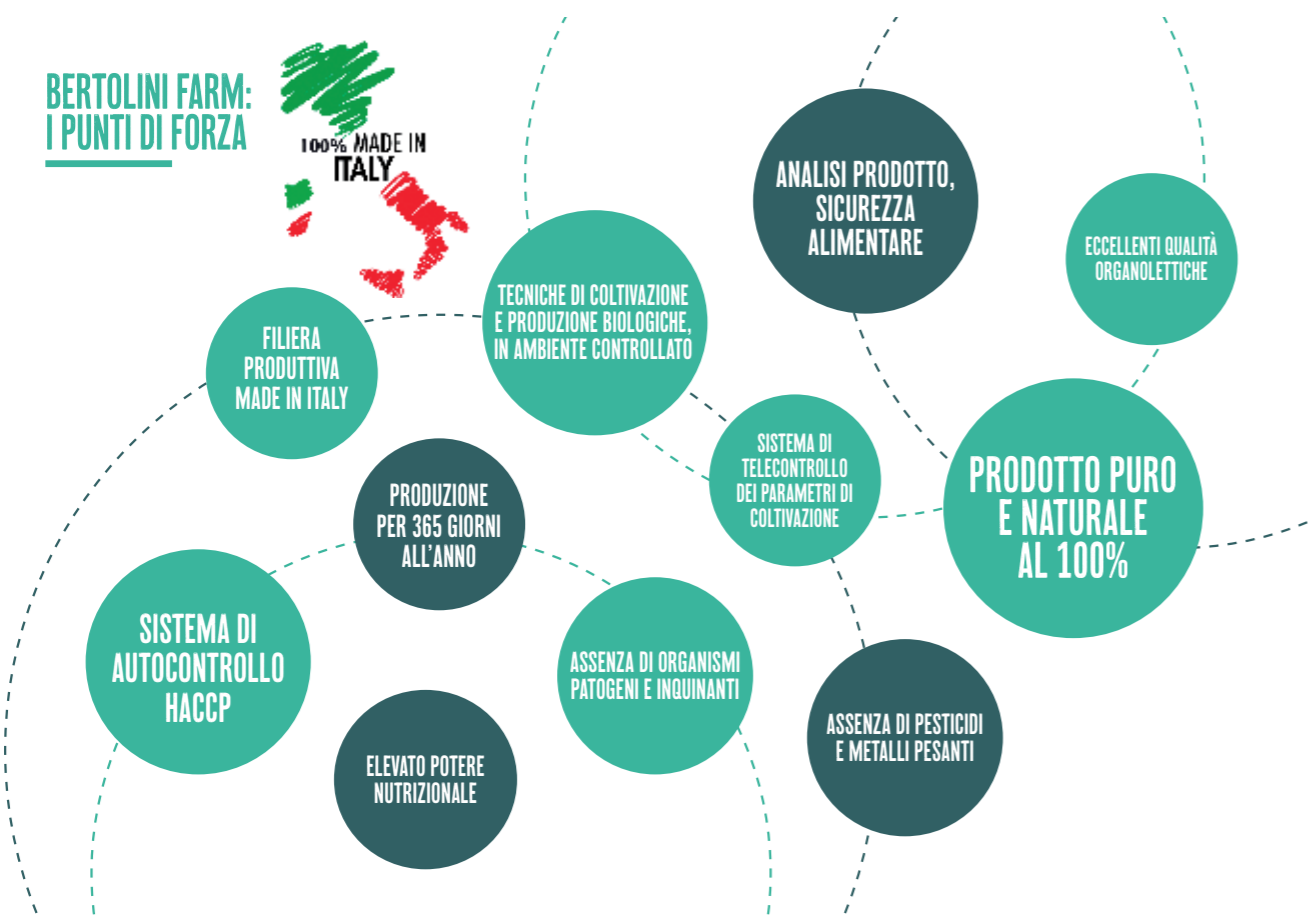 BERTOLINI FARM:
I PUNTI DI FORZA
100% MADE IN
ITALY
ANALISI PRODOTTO,
SICUREZZA
ALIMENTARE
ECCELLENTI QUALITÀ
ORGANOLETTICHE
TECNICHE DI COLTIVAZIONE
E PRODUZIONE BIOLOGICHE,
IN AMBIENTE CONTROLLATO
FILIERA
PRODUTTIVA
MADE IN ITALY
SISTEMA DI
TELECONTROLLO
DEI PARAMETRI DI
COLTIVAZIONE
PRODOTTO PURO
E NATURALE
AL 100%
PRODUZIONE
PER 365 GIORNI
ALL'ANNO
SISTEMA DI
AUTOCONTROLLO
HACCP
ASSENZA DI ORGANISMI
PATOGENI E INQUINANTI
ASSENZA DI PESTICIDI
E METALLI PESANTI
ELEVATO POTERE
NUTRIZIONALE